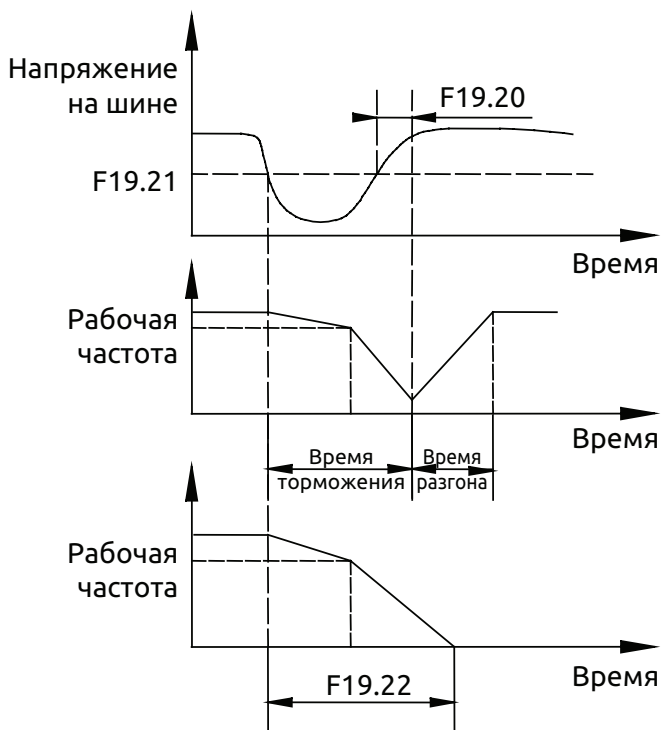 Напряжение
на шине
F19.20
F19.21
Время
Рабочая
частота
Время
Время
торможения
Время
разгона
Рабочая
частота
Время
F19.22